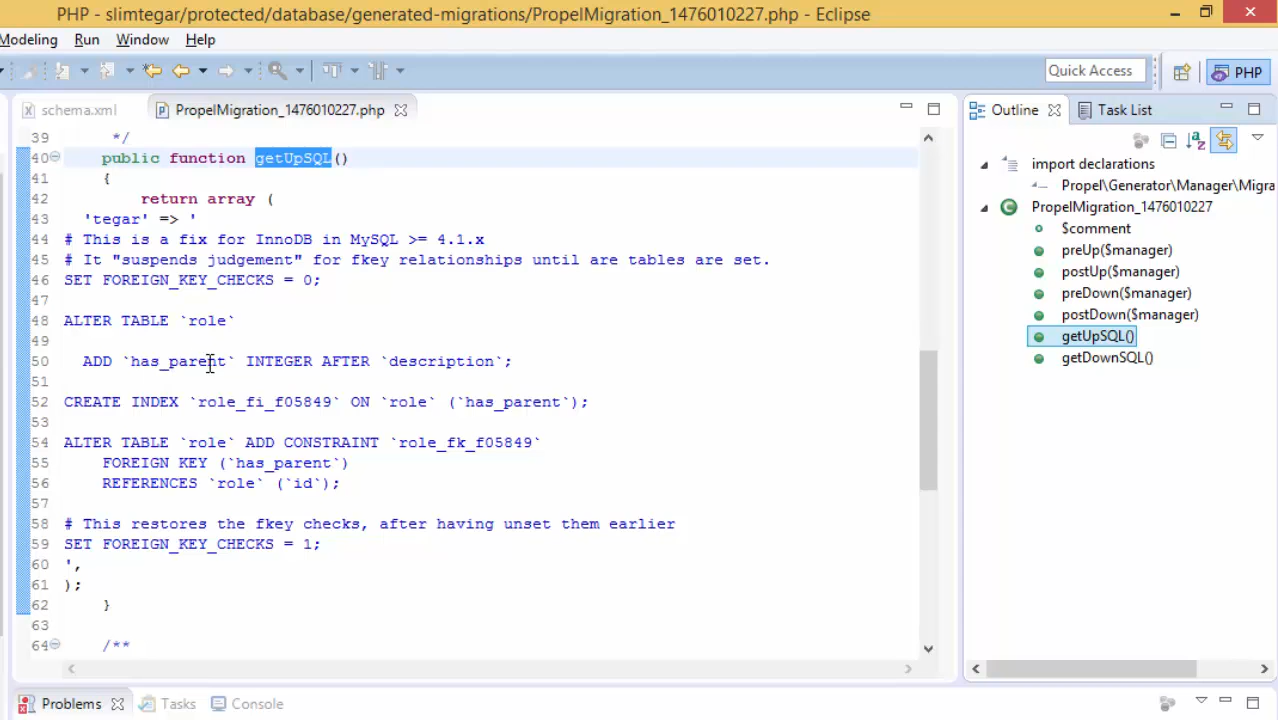 PHP - slimtegar/protected/database/generated-migrations/PropelMigration_1476010227.php - Eclipse
Modeling Run Window Help
Quick Access
PHP
schema.xml
PropelMigration_1476010227.php
Outline
Task List
39 */
40 public function getUpSQL()
41 {
42 return array (
43 'tegar' => '
44 # This is a fix for InnoDB in MySQL >= 4.1.x
45 # It "suspends judgement" for fkey relationships until are tables are set.
46 SET FOREIGN_KEY_CHECKS = 0;
47
48 ALTER TABLE `role`
49
50 ADD `has_parent` INTEGER AFTER `description`;
51
52 CREATE INDEX `role_fi_f05849` ON `role` (`has_parent`);
53
54 ALTER TABLE `role` ADD CONSTRAINT `role_fk_f05849`
55 FOREIGN KEY (`has_parent`)
56 REFERENCES `role` (`id`);
57
58 # This restores the fkey checks, after having unset them earlier
59 SET FOREIGN_KEY_CHECKS = 1;
60 ',
61 );
62 }
63
64 /**
import declarations
Propel\Generator\Manager\Migra
PropelMigration_1476010227
$comment
preUp($manager)
postUp($manager)
preDown($manager)
postDown($manager)
getUpSQL()
getDownSQL()
Problems
Tasks
Console